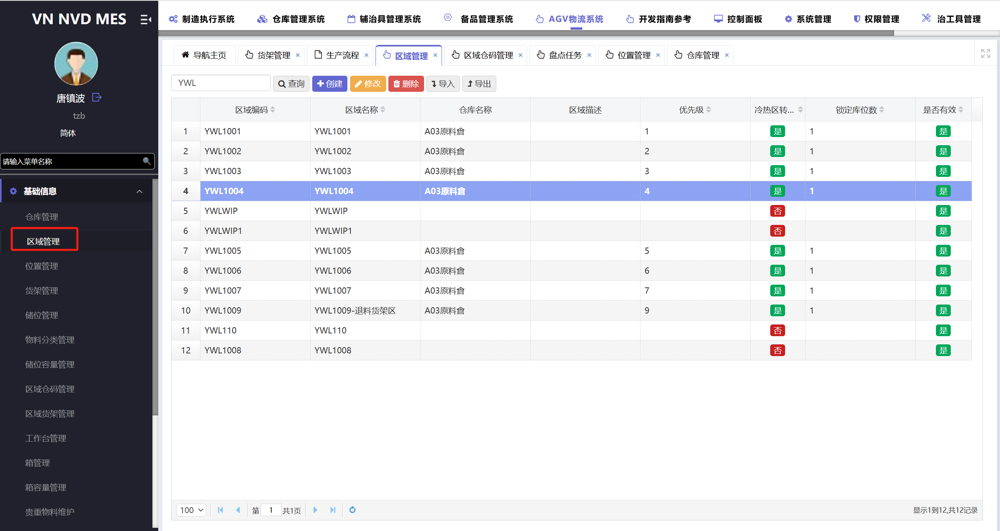 VN NVD MES
制造执行系统 仓库管理系统 辅治具管理系统 备品管理系统 AGV物流系统 开发指南参考 控制面板 系统管理 权限管理 治工具管理
唐镇波
tzb
简体
请输入菜单名称
基础信息
仓库管理
区域管理
位置管理
货架管理
储位管理
物料分类管理
储位容量管理
区域仓码管理
区域货架管理
工作台管理
箱管理
箱容量管理
贵重物料维护
导航主页 货架管理 × 生产流程 × 区域管理 × 区域仓码管理 × 盘点任务 × 位置管理 × 仓库管理 ×
YWL 查询 创建 修改 删除 导入 导出
区域编码 区域名称 仓库名称 区域描述 优先级 冷热区转... 锁定库位数 是否有效
1 YWL1001 YWL1001 A03原料倉 1 是 1 是
2 YWL1002 YWL1002 A03原料倉 2 是 1 是
3 YWL1003 YWL1003 A03原料倉 3 是 1 是
4 YWL1004 YWL1004 A03原料倉 4 是 1 是
5 YWLWIP YWLWIP 否 是
6 YWLWIP1 YWLWIP1 否 是
7 YWL1005 YWL1005 A03原料倉 5 是 1 是
8 YWL1006 YWL1006 A03原料倉 6 是 1 是
9 YWL1007 YWL1007 A03原料倉 7 是 1 是
10 YWL1009 YWL1009-退料货架区 A03原料倉 9 是 1 是
11 YWL110 YWL110 否 是
12 YWL1008 YWL1008 否 是
100 第 1 共1页 显示1到12,共12记录